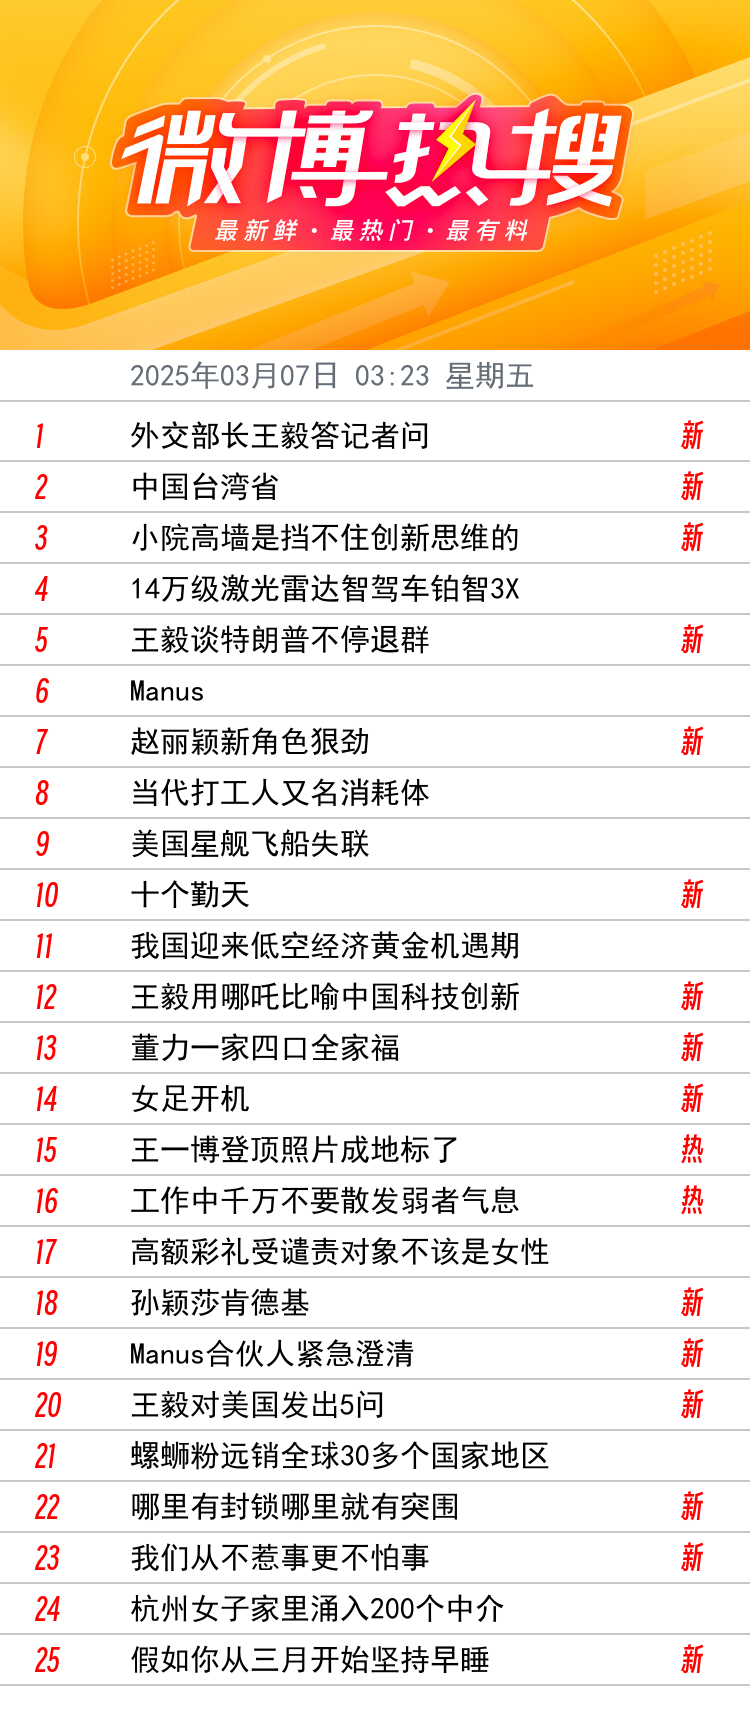 微博热搜
最新鲜·最热门·最有料
2025年03月07日 03:23 星期五
1 外交部长王毅答记者问 新
2 中国台湾省 新
3 小院高墙是挡不住创新思维的 新
4 14万级激光雷达智驾车铂智3X
5 王毅谈特朗普不停退群 新
6 Manus
7 赵丽颖新角色狠劲 新
8 当代打工人又名消耗体
9 美国星舰飞船失联
10 十个勤天 新
11 我国迎来低空经济黄金机遇期
12 王毅用哪吒比喻中国科技创新 新
13 董力一家四口全家福 新
14 女足开机 新
15 王一博登顶照片成地标了 热
16 工作中千万不要散发弱者气息 热
17 高额彩礼受谴责对象不该是女性
18 孙颖莎肯德基 新
19 Manus合伙人紧急澄清 新
20 王毅对美国发出5问 新
21 螺蛳粉远销全球30多个国家地区
22 哪里有封锁哪里就有突围 新
23 我们从不惹事更不怕事 新
24 杭州女子家里涌入200个中介
25 假如你从三月开始坚持早睡 新